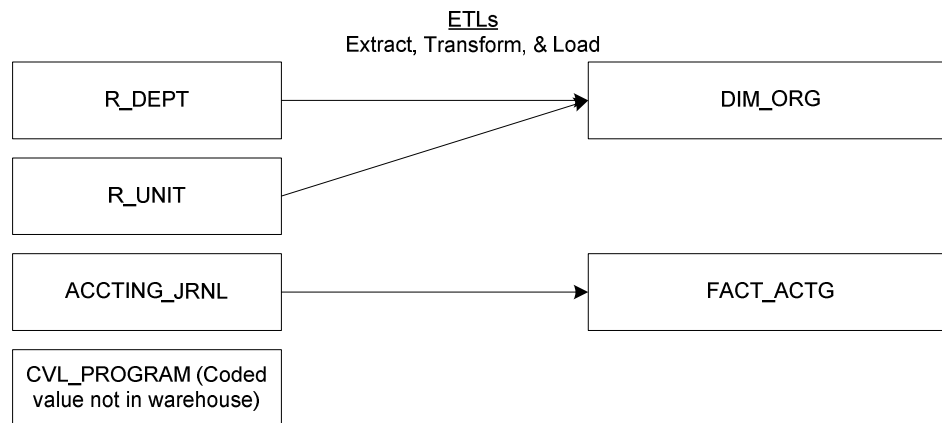 ETLs
Extract, Transform, & Load
R_DEPT
DIM_ORG
R_UNIT
ACCTING_JRNL
FACT_ACTG
CVL_PROGRAM (Coded
value not in warehouse)